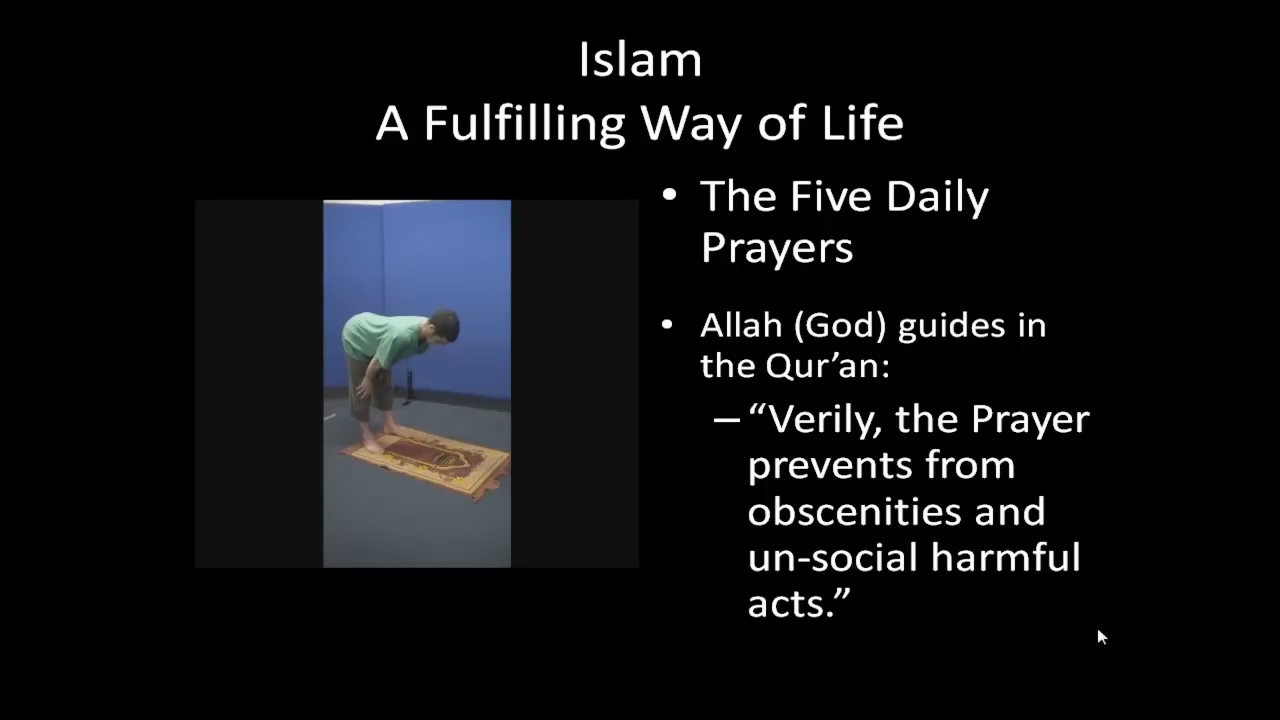 Islam
A Fulfilling Way of Life
• The Five Daily
Prayers
• Allah (God) guides in
the Qur’an:
– “Verily, the Prayer
prevents from
obscenities and
un-social harmful
acts.”